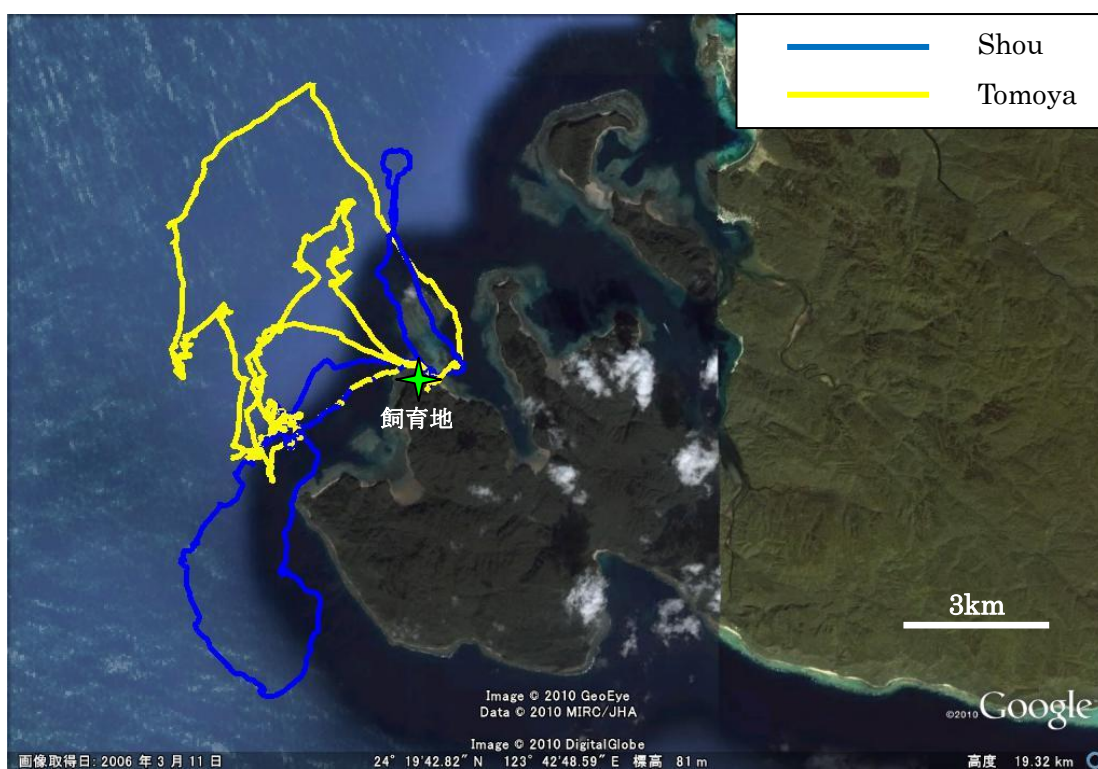 Shou
Tomoya
飼育地
3km
Image © 2010 GeoEye
Data © 2010 MIRC/JHA
©2010 Google
Image © 2010 DigitalGlobe
画像取得日: 2006 年 3 月 11 日
24° 19'42.82" N 123° 42'48.59" E 標高 81 m
高度 19.32 km